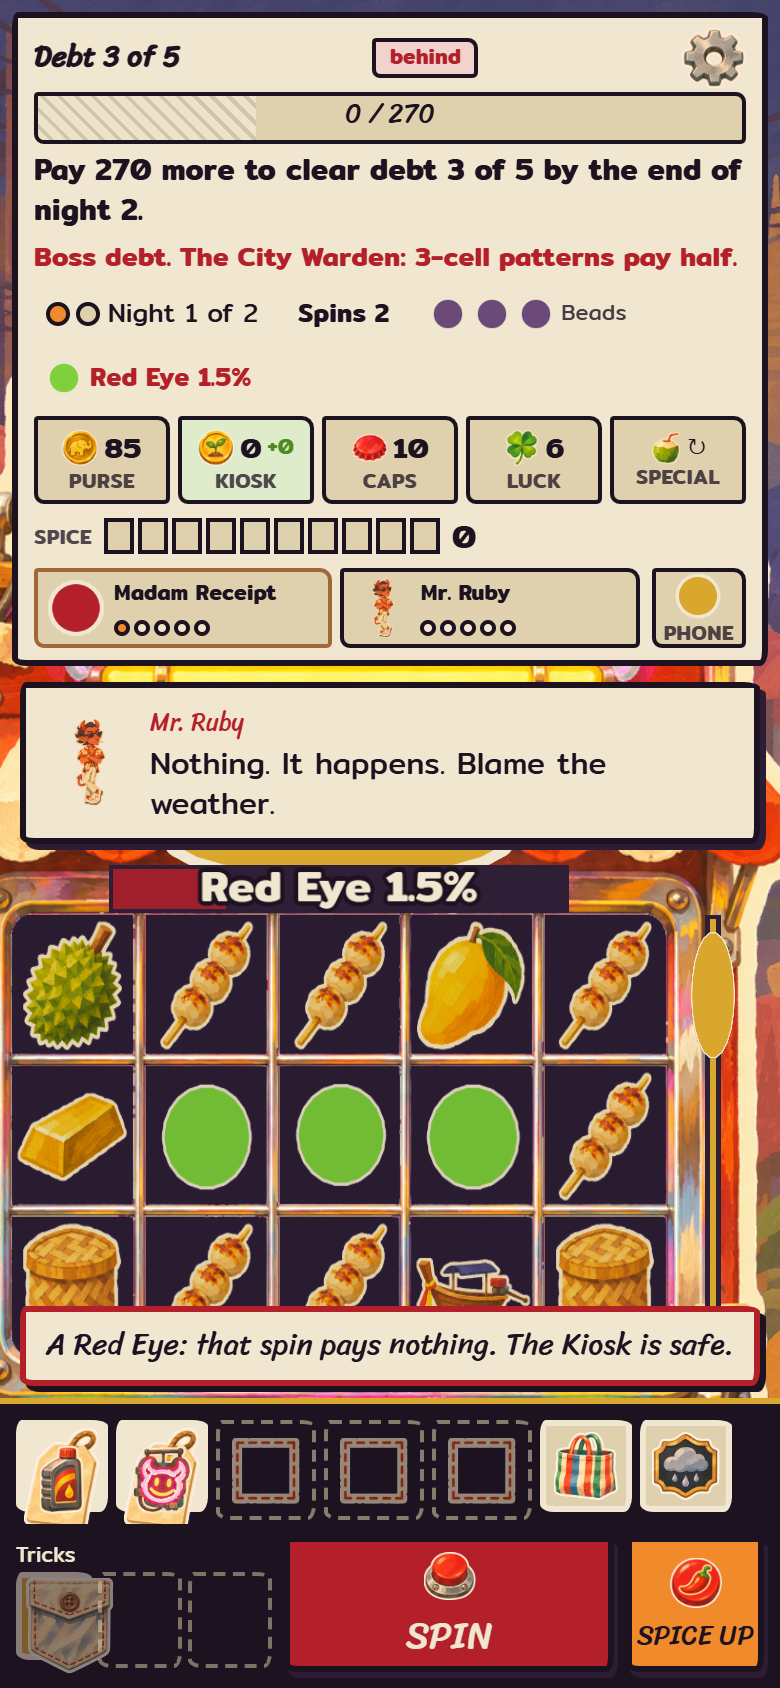 Debt 3 of 5
behind
0 / 270
Pay 270 more to clear debt 3 of 5 by the end of
night 2.
Boss debt. The City Warden: 3-cell patterns pay half.
Night 1 of 2
Spins 2
Beads
Red Eye 1.5%
85
PURSE
0 +0
KIOSK
10
CAPS
6
LUCK
↻
SPECIAL
SPICE
0
Madam Receipt
Mr. Ruby
PHONE
Mr. Ruby
Nothing. It happens. Blame the
weather.
Red Eye 1.5%
A Red Eye: that spin pays nothing. The Kiosk is safe.
Tricks
SPIN
SPICE UP